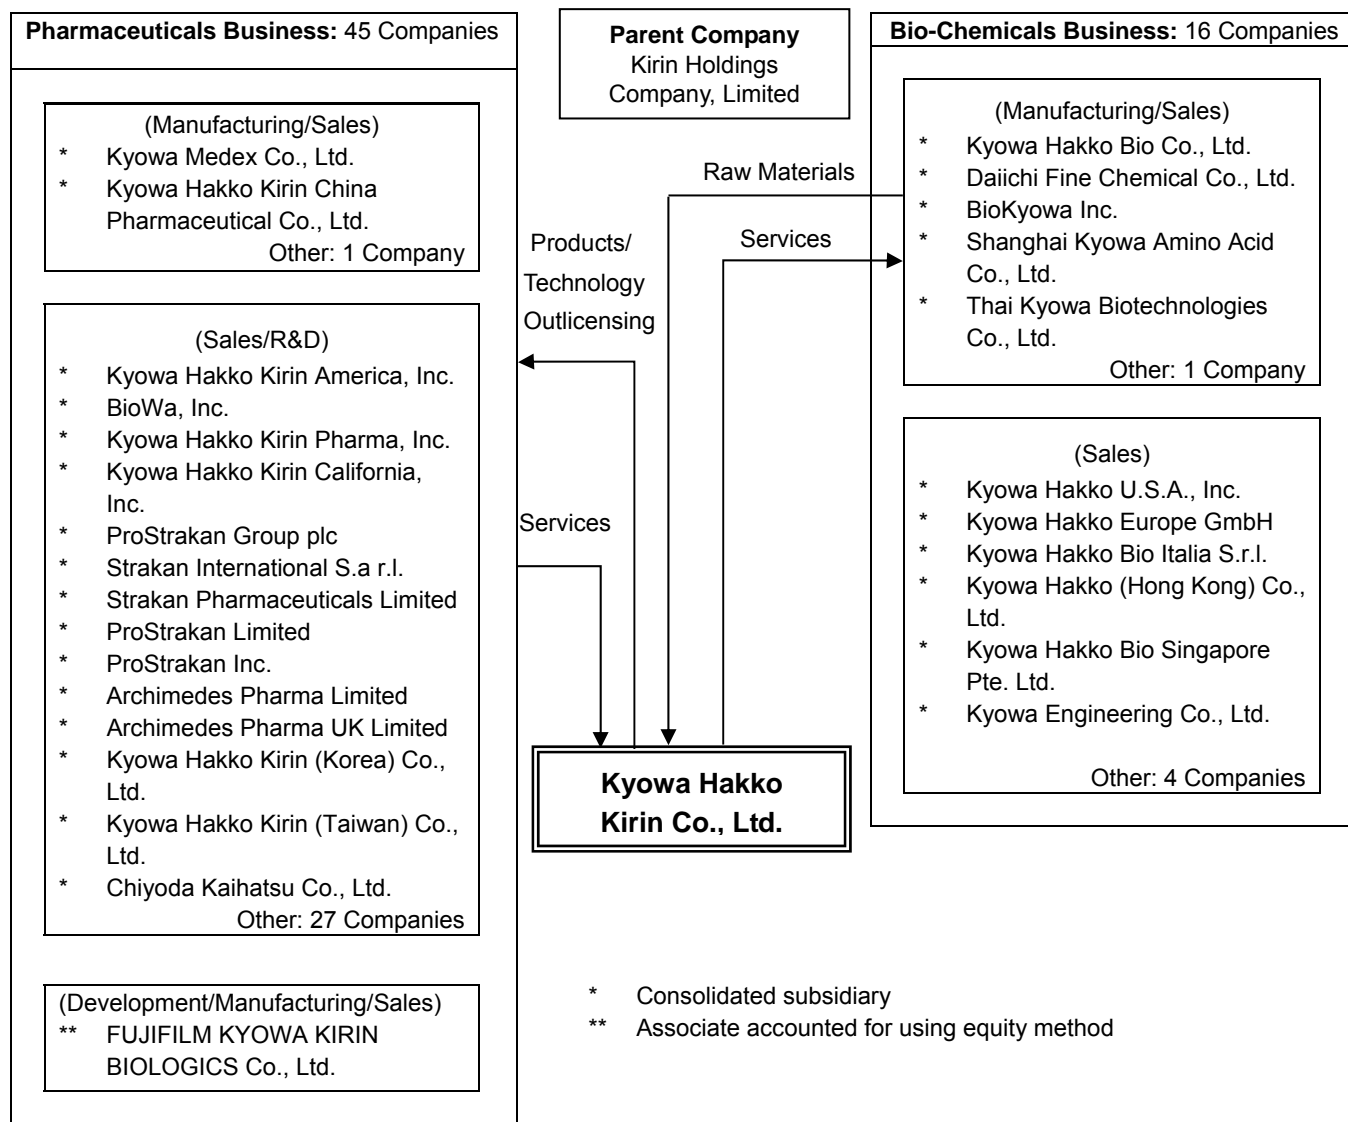 Pharmaceuticals Business: 45 Companies
(Manufacturing/Sales)
* Kyowa Medex Co., Ltd.
* Kyowa Hakko Kirin China
Pharmaceutical Co., Ltd.
Other: 1 Company
(Sales/R&D)
* Kyowa Hakko Kirin America, Inc.
* BioWa, Inc.
* Kyowa Hakko Kirin Pharma, Inc.
* Kyowa Hakko Kirin California,
Inc.
* ProStrakan Group plc
* Strakan International S.a r.l.
* Strakan Pharmaceuticals Limited
* ProStrakan Limited
* ProStrakan Inc.
* Archimedes Pharma Limited
* Archimedes Pharma UK Limited
* Kyowa Hakko Kirin (Korea) Co.,
Ltd.
* Kyowa Hakko Kirin (Taiwan) Co.,
Ltd.
* Chiyoda Kaihatsu Co., Ltd.
Other: 27 Companies
(Development/Manufacturing/Sales)
** FUJIFILM KYOWA KIRIN
BIOLOGICS Co., Ltd.
Parent Company
Kirin Holdings
Company, Limited
Raw Materials
Services
Products/
Technology
Outlicensing
Services
Kyowa Hakko
Kirin Co., Ltd.
Bio-Chemicals Business: 16 Companies
(Manufacturing/Sales)
* Kyowa Hakko Bio Co., Ltd.
* Daiichi Fine Chemical Co., Ltd.
* BioKyowa Inc.
* Shanghai Kyowa Amino Acid
Co., Ltd.
* Thai Kyowa Biotechnologies
Co., Ltd.
Other: 1 Company
(Sales)
* Kyowa Hakko U.S.A., Inc.
* Kyowa Hakko Europe GmbH
* Kyowa Hakko Bio Italia S.r.l.
* Kyowa Hakko (Hong Kong) Co.,
Ltd.
* Kyowa Hakko Bio Singapore
Pte. Ltd.
* Kyowa Engineering Co., Ltd.
Other: 4 Companies
* Consolidated subsidiary
** Associate accounted for using equity method